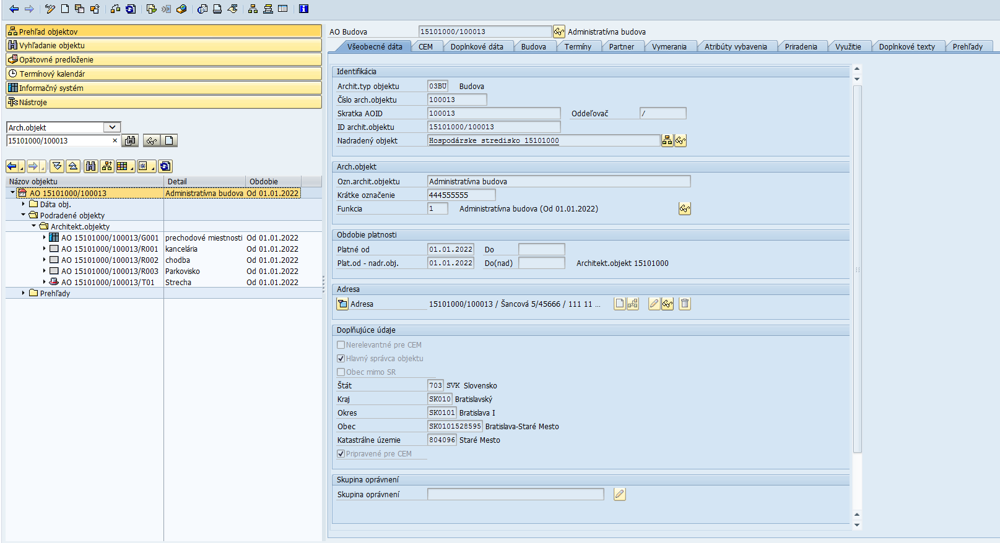 Prehľad objektov
Vyhľadanie objektu
Opätovné predloženie
Termínový kalendár
Informačný systém
Nástroje
Arch.objekt
15101000/100013
Názov objektu Detail Obdobie
AO 15101000/100013 Administratívna budova Od 01.01.2022
Dáta obj.
Podradené objekty
Architekt.objekty
AO 15101000/100013/G001 prechodové miestnosti Od 01.01.2022
AO 15101000/100013/R001 kancelária Od 01.01.2022
AO 15101000/100013/R002 chodba Od 01.01.2022
AO 15101000/100013/R003 Parkovisko Od 01.01.2022
AO 15101000/100013/T01 Strecha Od 01.01.2022
Prehľady
AO Budova 15101000/100013 Administratívna budova
Všeobecné dáta CEM Doplnkové dáta Budova Termíny Partner Vymerania Atribúty vybavenia Priradenia Využitie Doplnkové texty Prehľady
Identifikácia
Archit.typ objektu 03BU Budova
Číslo arch.objektu 100013
Skratka AOID 100013 Oddeľovač /
ID archit.objektu 15101000/100013
Nadradený objekt Hospodárske stredisko 15101000
Arch.objekt
Ozn.archit.objektu Administratívna budova
Krátke označenie 444555555
Funkcia 1 Administratívna budova (Od 01.01.2022)
Obdobie platnosti
Platné od 01.01.2022 Do
Plat.od - nadr.obj. 01.01.2022 Do(nad) Architekt.objekt 15101000
Adresa
Adresa 15101000/100013 / Šancová 5/45666 / 111 11 ...
Doplňujúce údaje
Nerelevantné pre CEM
Hlavný správca objektu
Obec mimo SR
Štát 703 SVK Slovensko
Kraj SK010 Bratislavský
Okres SK0101 Bratislava I
Obec SK0101528595 Bratislava-Staré Mesto
Katastrálne územie 804096 Staré Mesto
Pripravené pre CEM
Skupina oprávnení
Skupina oprávnení